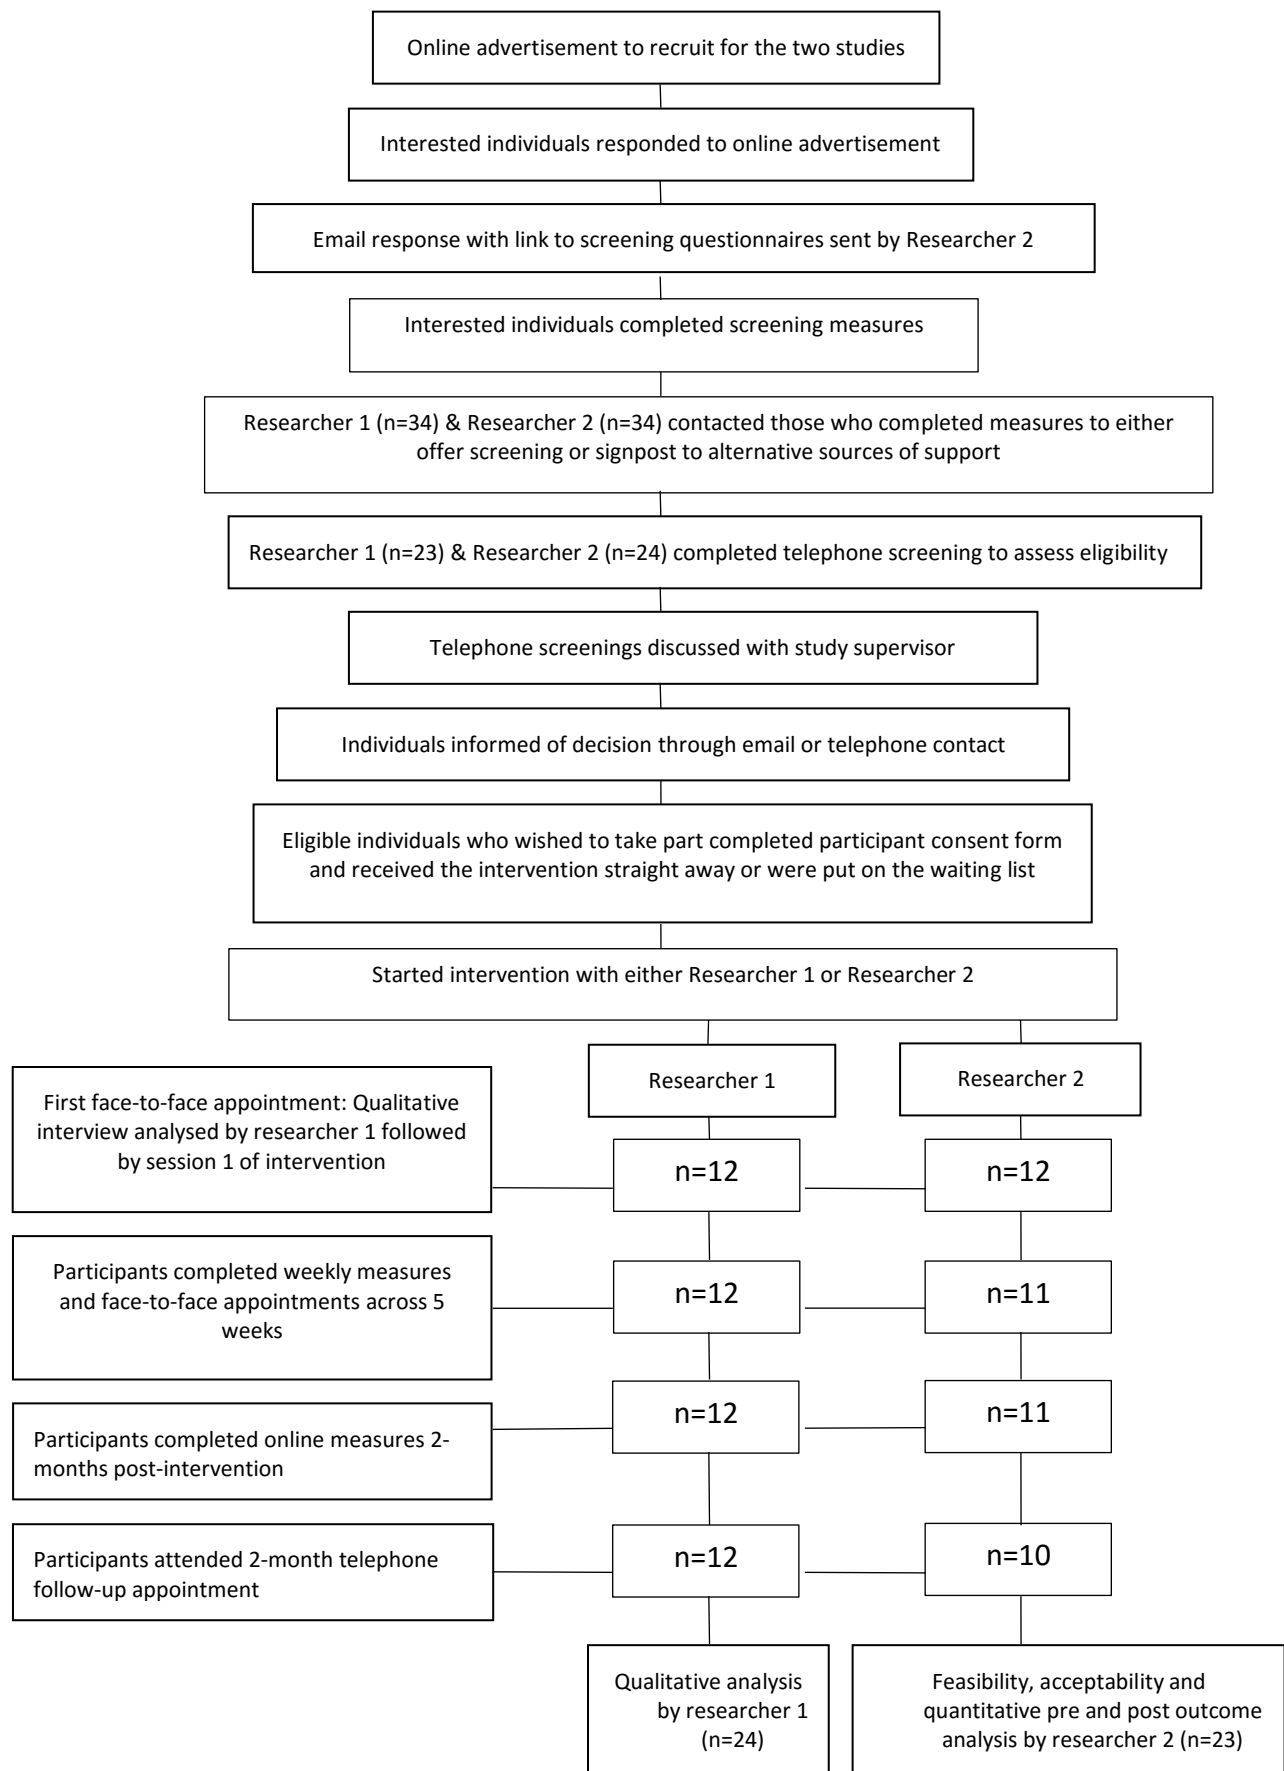 Online advertisement to recruit for the two studies
Interested individuals responded to online advertisement
Email response with link to screening questionnaires sent by Researcher 2
Interested individuals completed screening measures
Researcher 1 (n=34) & Researcher 2 (n=34) contacted those who completed measures to either
offer screening or signpost to alternative sources of support
Researcher 1 (n=23) & Researcher 2 (n=24) completed telephone screening to assess eligibility
Telephone screenings discussed with study supervisor
Individuals informed of decision through email or telephone contact
Eligible individuals who wished to take part completed participant consent form
and received the intervention straight away or were put on the waiting list
Started intervention with either Researcher 1 or Researcher 2
Researcher 1
Researcher 2
First face-to-face appointment: Qualitative
interview analysed by researcher 1 followed
by session 1 of intervention
n=12
n=12
Participants completed weekly measures
and face-to-face appointments across 5
weeks
n=12
n=11
Participants completed online measures 2-
months post-intervention
n=12
n=11
Participants attended 2-month telephone
follow-up appointment
n=12
n=10
Qualitative analysis
by researcher 1
(n=24)
Feasibility, acceptability and
quantitative pre and post outcome
analysis by researcher 2 (n=23)